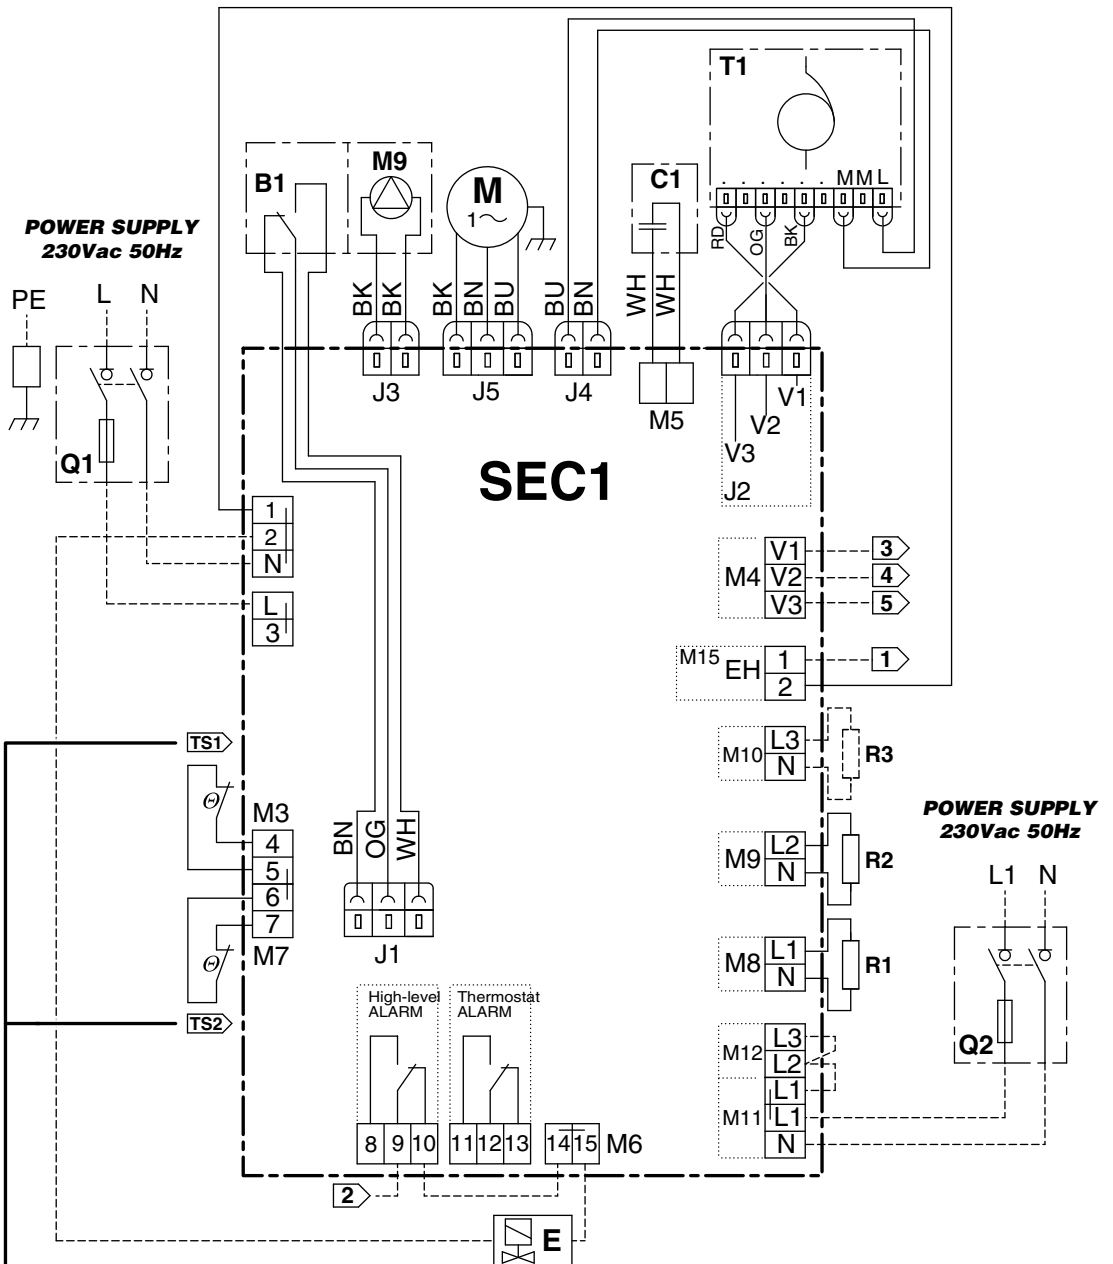 T1
M9
B1
M
1~
C1
. . . . . . M M L
RD
OG
BK
POWER SUPPLY
230Vac 50Hz
PE
L
N
BK
BK
BK
BN
BU
BU
BN
WH
WH
J3
J5
J4
M5
V1
V2
V3
J2
Q1
SEC1
1
2
N
L
3
M4
V1
V2
V3
3
4
5
M15
EH
1
2
1
TS1
M10
L3
N
R3
Θ
M3
4
5
6
7
M7
Θ
BN
OG
WH
J1
M9
L2
N
R2
POWER SUPPLY
230Vac 50Hz
L1
N
M8
L1
N
R1
TS2
High-level
ALARM
Thermostat
ALARM
M12
L3
L2
M11
L1
L1
N
Q2
8
9
10
11
12
13
14
15
M6
2
E